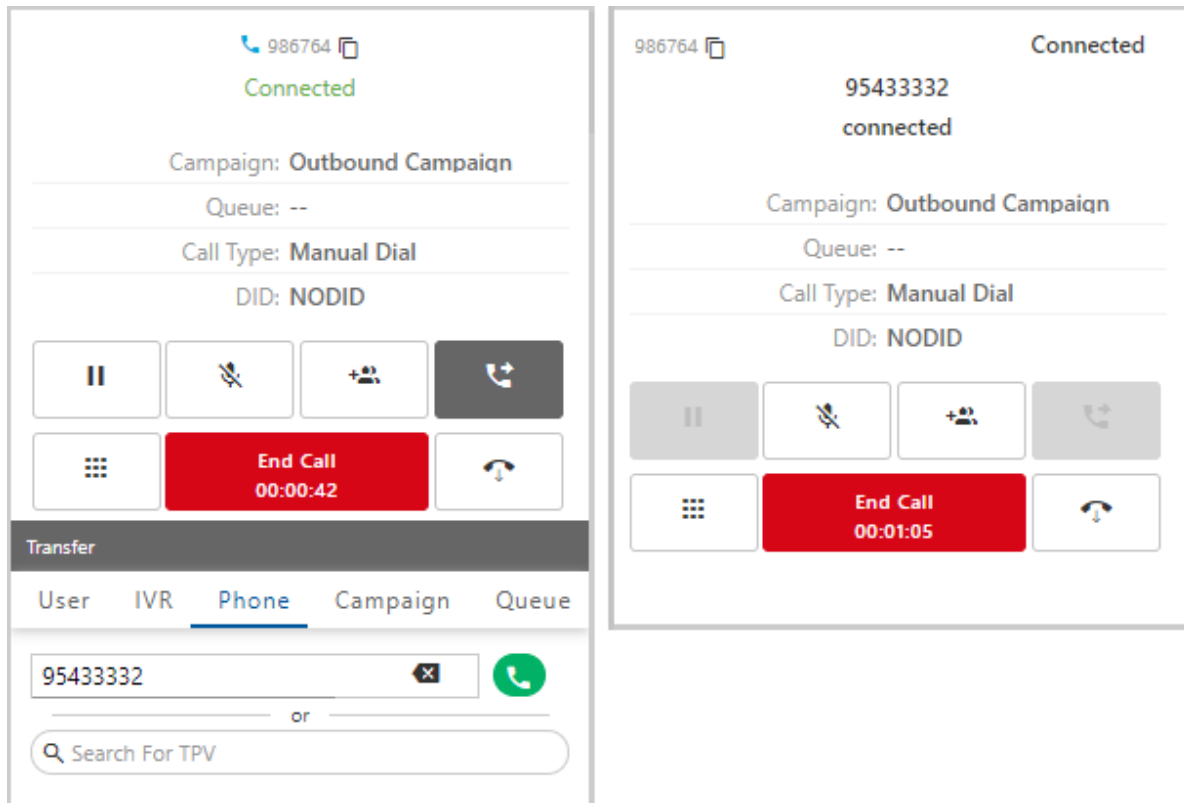 986764
Connected
Campaign: Outbound Campaign
Queue: --
Call Type: Manual Dial
DID: NODID
End Call
00:00:42
Transfer
User IVR Phone Campaign Queue
95433332
or
Search For TPV
986764 Connected
95433332
connected
Campaign: Outbound Campaign
Queue: --
Call Type: Manual Dial
DID: NODID
End Call
00:01:05